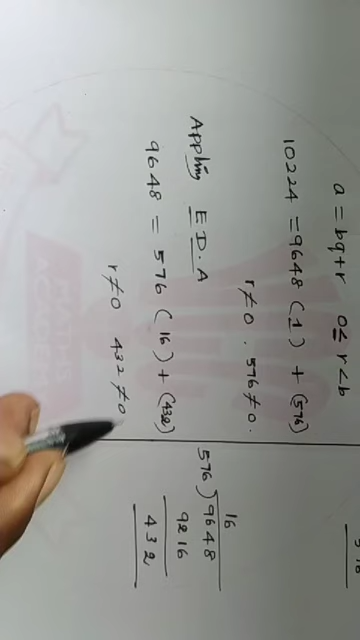 a = bq+r 0≤r<b
10224 = 9648 (1) + (576)
r≠0 . 576≠0.
Applying E.D.A
9648 = 576 (16) + (432)
r≠0 432≠0
16
576) 9648
9216
432